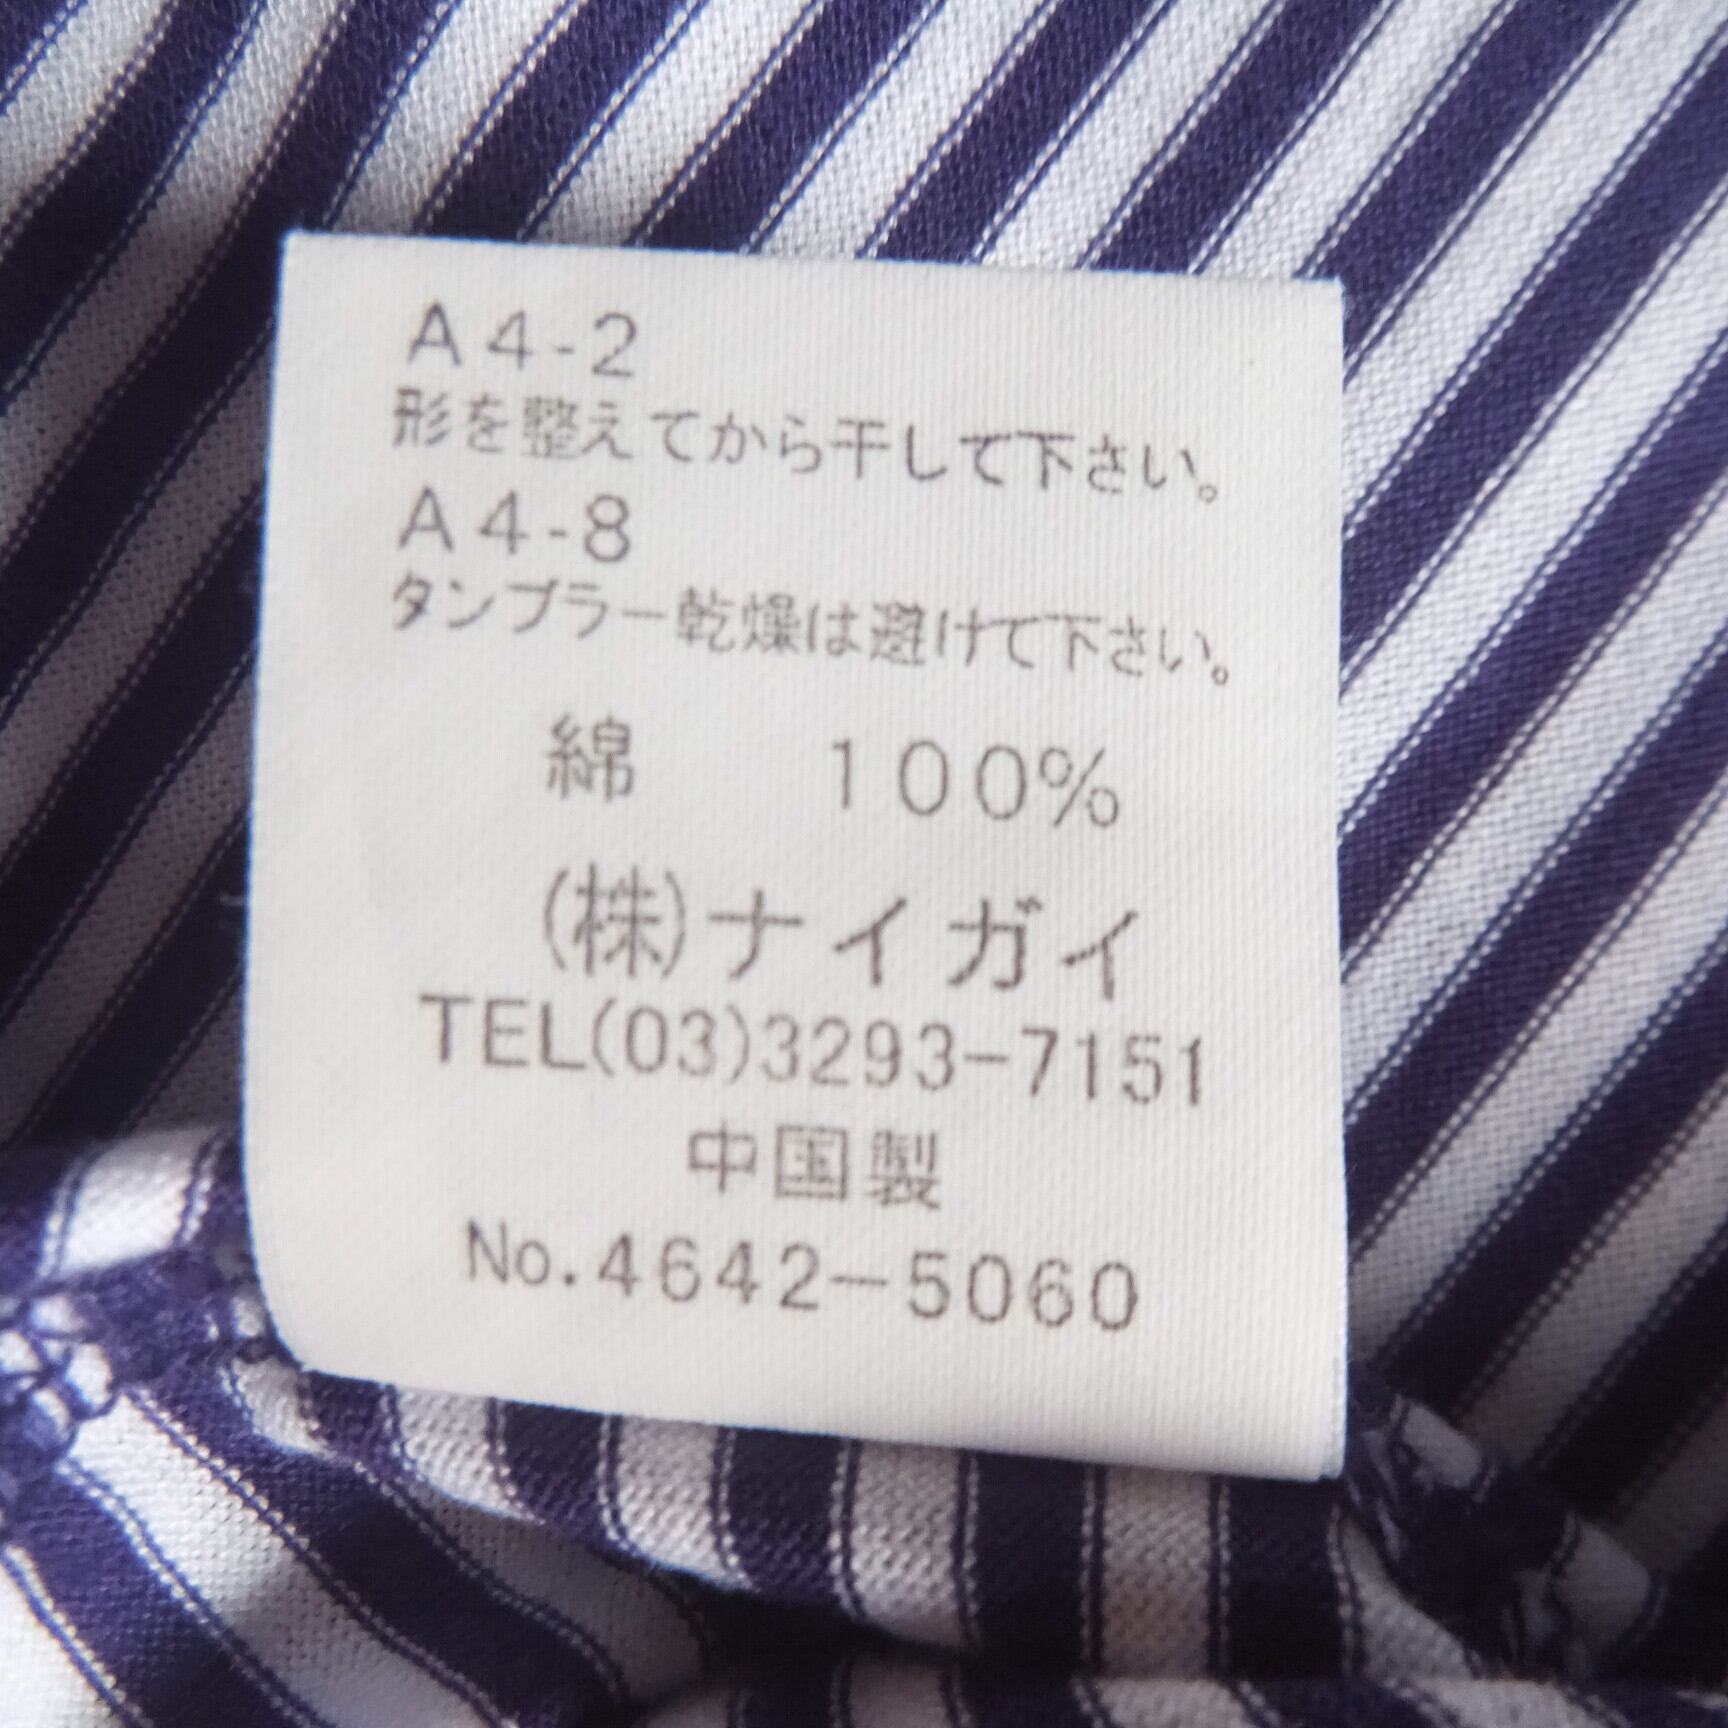 A4-2
形を整えてから干して下さい。
A4-8
タンブラー乾燥は避けて下さい。
綿 100%
(株)ナイガイ
TEL(03)3293-7151
中国製
No.4642-5060